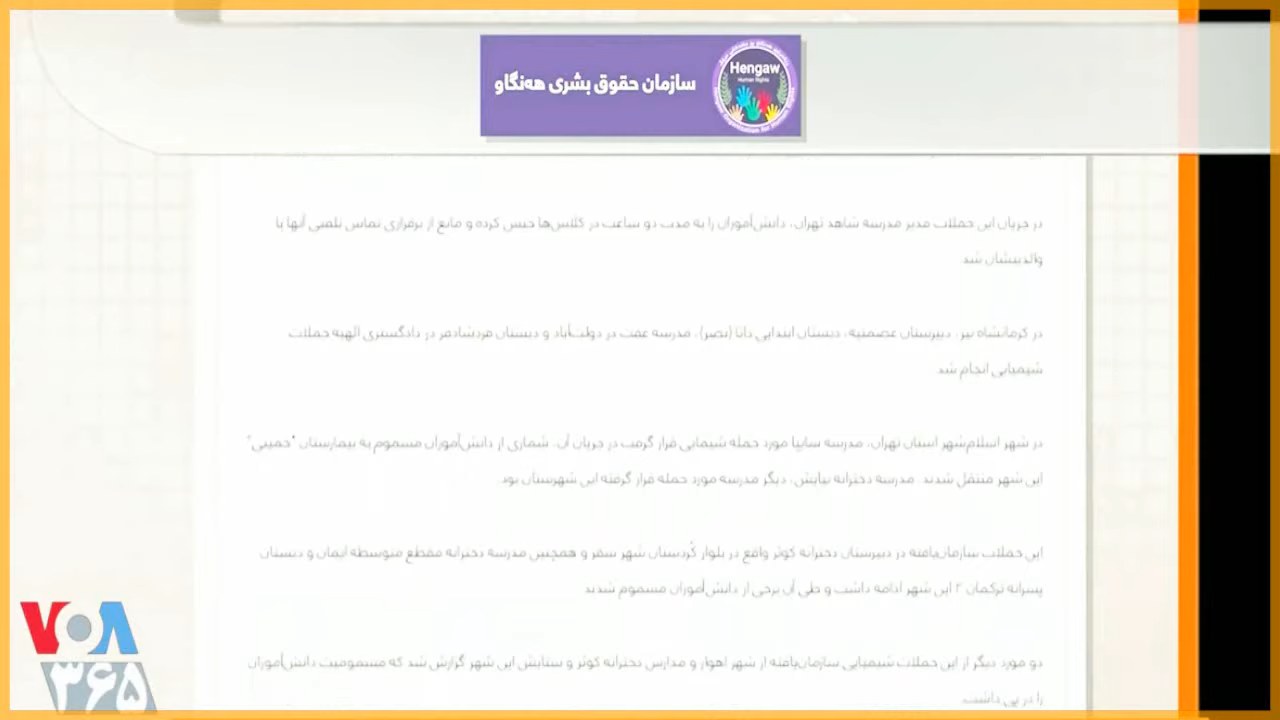 Hengaw
Human Rights
سازمان حقوق بشری هه‌نگاو
در جریان این حملات مدیر مدرسه شاهد تهران، دانش‌آموزان را به مدت دو ساعت در کلاس‌ها حبس کرده و مانع از برقراری تماس تلفنی آنها با
والدینشان شد.
در کرمانشاه نیز، دبیرستان عصمتیه، دبستان ابتدایی دانا (نصر)، مدرسه عفت در دولت‌آباد و دبستان فردشادمر در دادگستری الهیه حملات
شیمیایی انجام شد.
در شهر اسلام‌شهر استان تهران، مدرسه سایپا مورد حمله شیمیایی قرار گرفت در جریان آن، شماری از دانش‌آموزان مسموم به بیمارستان "خمینی"
این شهر منتقل شدند. مدرسه دخترانه نیایش، دیگر مدرسه مورد حمله قرار گرفته این شهرستان بود.
این حملات سازمان‌یافته در دبیرستان دخترانه کوثر واقع در بلوار کُردستان شهر سقز و همچنین مدرسه دخترانه مقطع متوسطه ایمان و دبستان
پسرانه ترکمان ۲ این شهر ادامه داشت و طی آن برخی از دانش‌آموزان مسموم شدند
دو مورد دیگر از این حملات شیمیایی سازمان‌یافته از شهر اهواز و مدارس دخترانه کوثر و ستایش این شهر گزارش شد که مسمومیت دانش‌آموزان
را در پی داشت.
VOA
۳۶۵